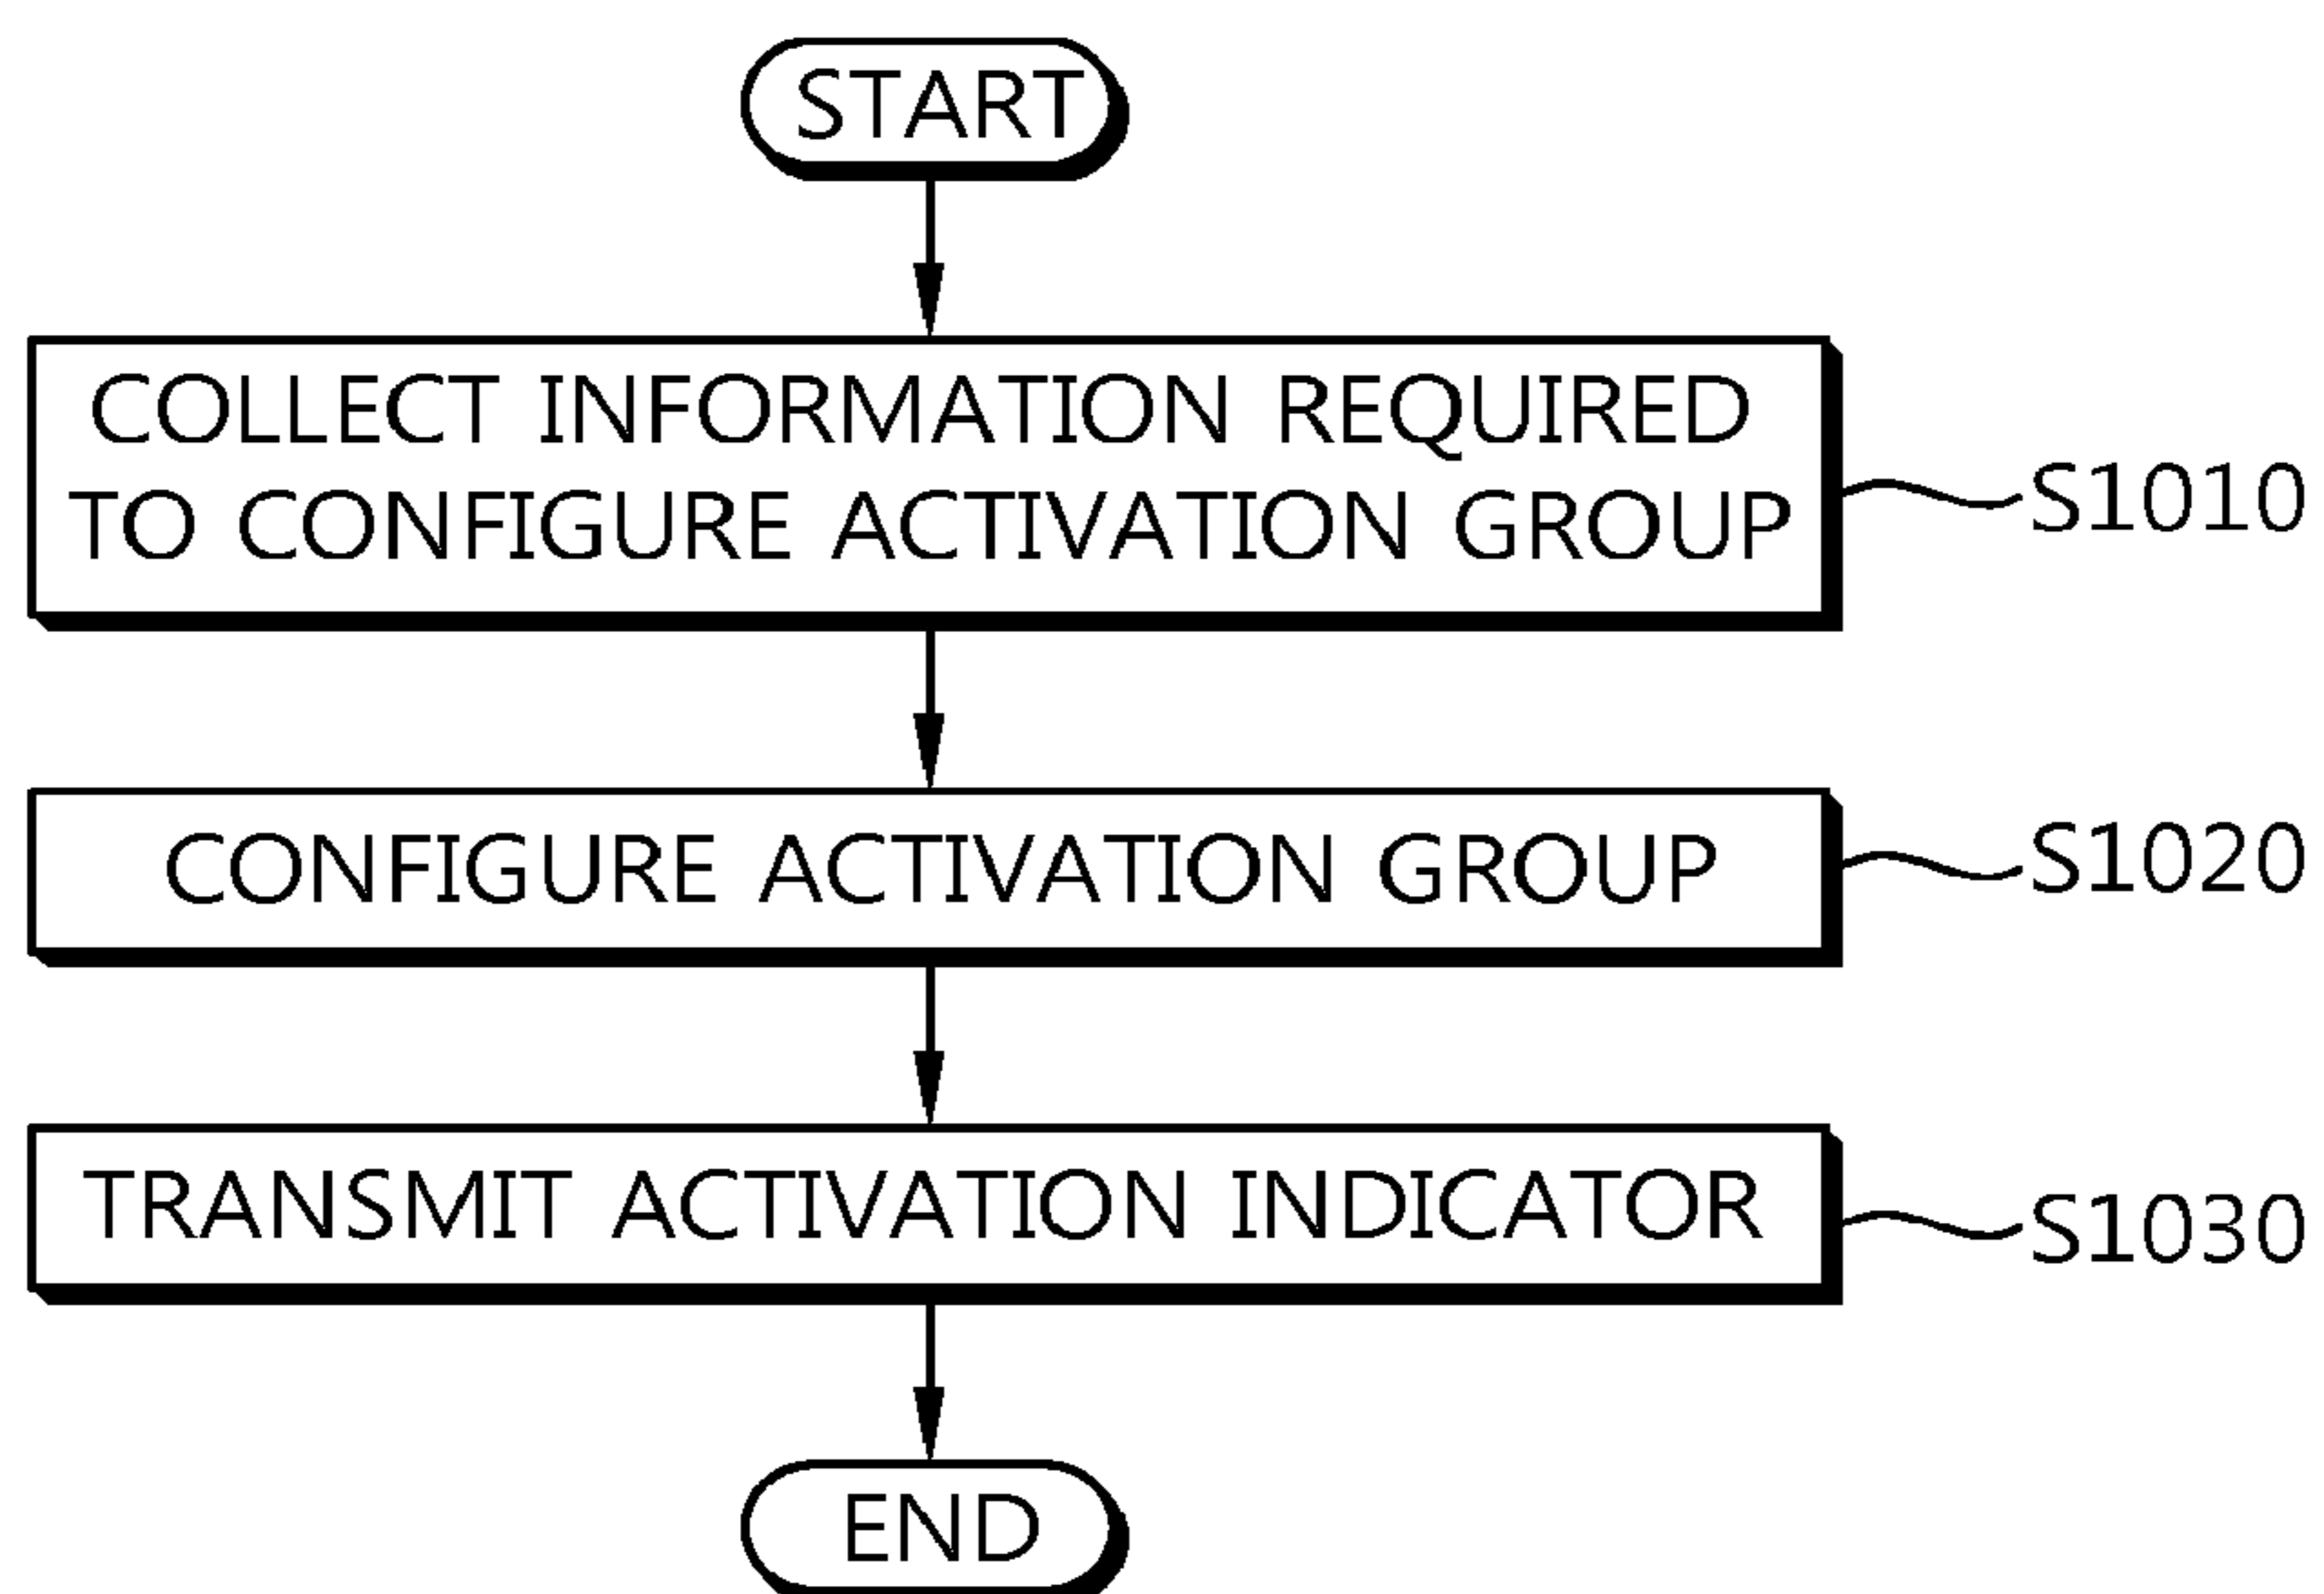 START
COLLECT INFORMATION REQUIRED
TO CONFIGURE ACTIVATION GROUP
S1010
CONFIGURE ACTIVATION GROUP
S1020
TRANSMIT ACTIVATION INDICATOR
S1030
END